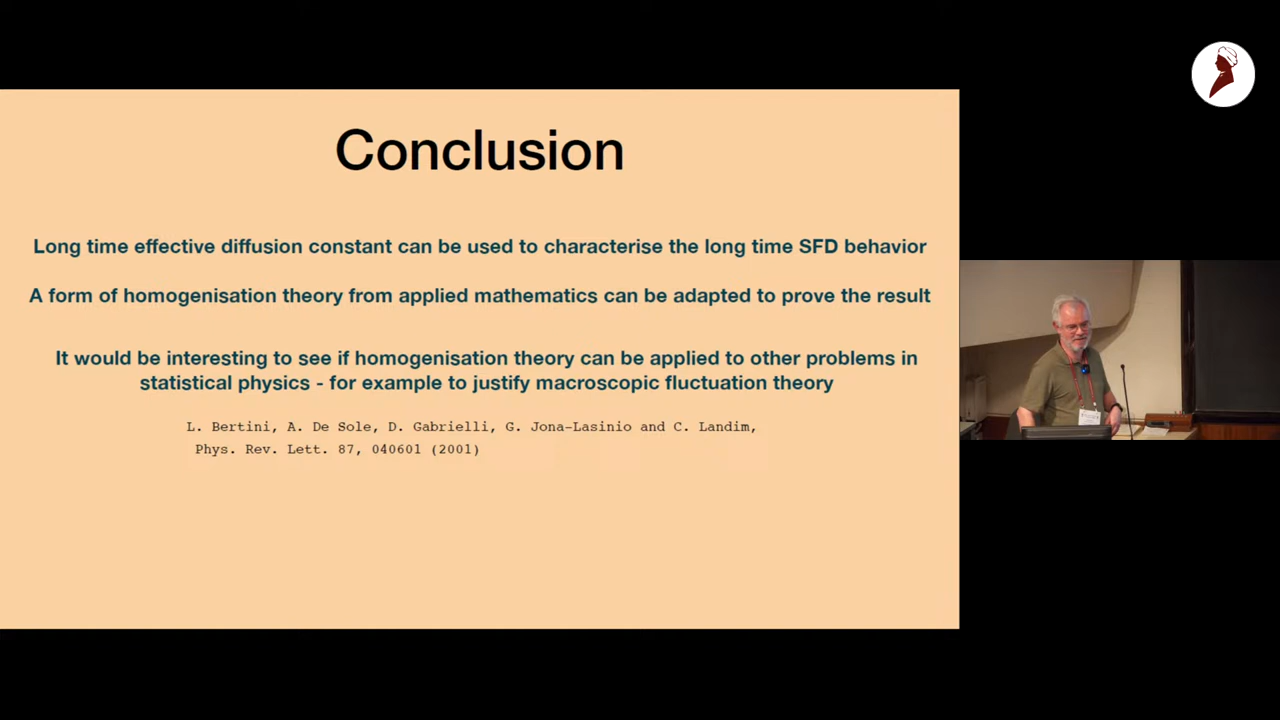 Conclusion
Long time effective diffusion constant can be used to characterise the long time SFD behavior
A form of homogenisation theory from applied mathematics can be adapted to prove the result
It would be interesting to see if homogenisation theory can be applied to other problems in
statistical physics - for example to justify macroscopic fluctuation theory
L. Bertini, A. De Sole, D. Gabrielli, G. Jona-Lasinio and C. Landim,
Phys. Rev. Lett. 87, 040601 (2001)